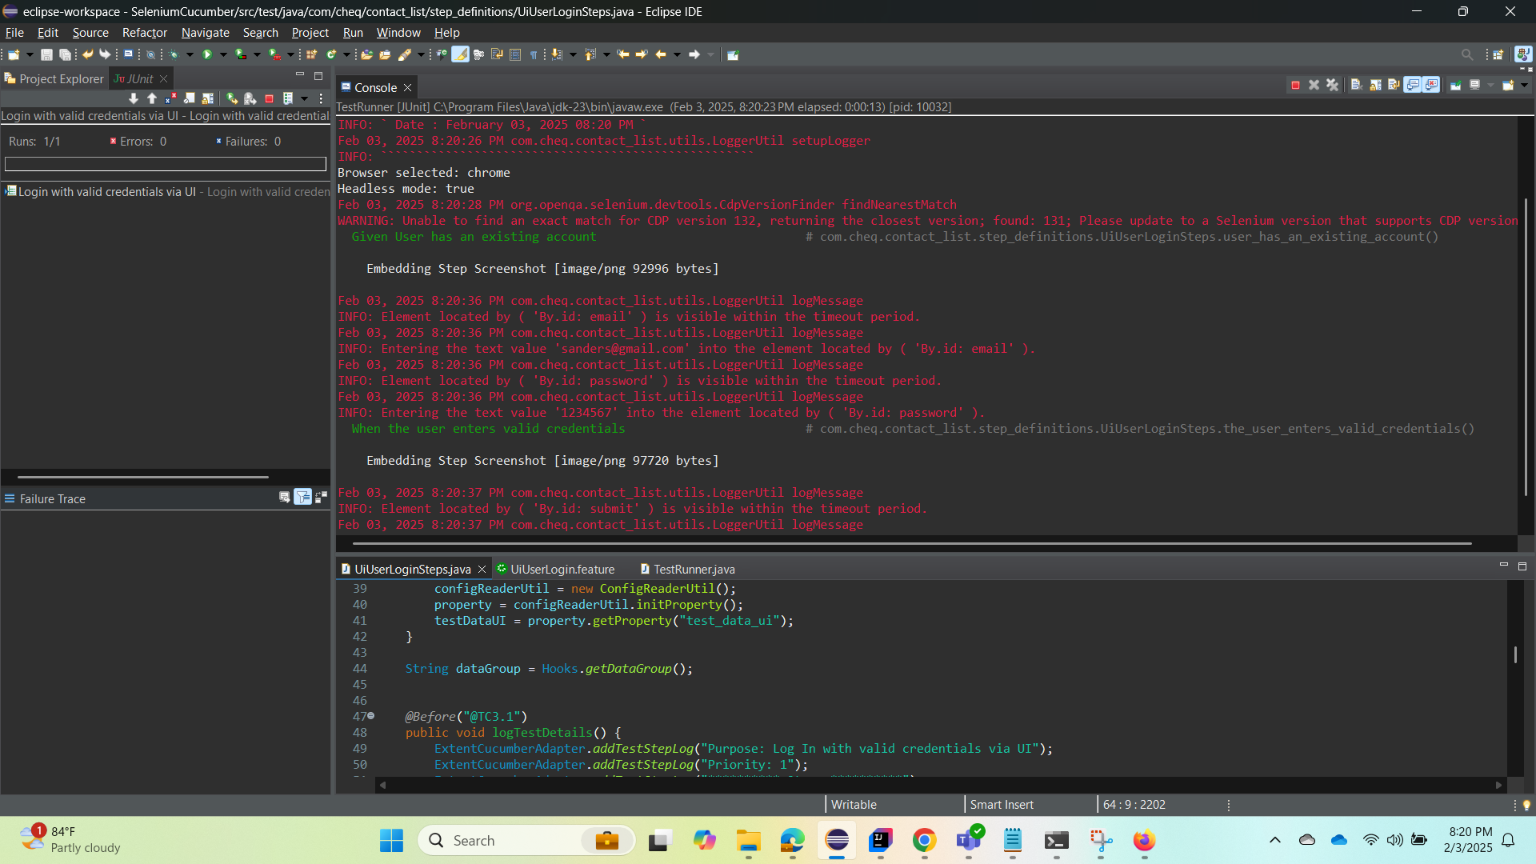 eclipse-workspace - SeleniumCucumber/src/test/java/com/cheq/contact_list/step_definitions/UiUserLoginSteps.java - Eclipse IDE
File Edit Source Refactor Navigate Search Project Run Window Help
Project Explorer JUnit
Console
TestRunner [JUnit] C:\Program Files\Java\jdk-23\bin\javaw.exe (Feb 3, 2025, 8:20:23 PM elapsed: 0:00:13) [pid: 10032]
Login with valid credentials via UI - Login with valid credential
Runs: 1/1 Errors: 0 Failures: 0
Login with valid credentials via UI - Login with valid creden
INFO: ` Date : February 03, 2025 08:20 PM `
Feb 03, 2025 8:20:26 PM com.cheq.contact_list.utils.LoggerUtil setupLogger
INFO: ````````````````````````````````````````````````````
Browser selected: chrome
Headless mode: true
Feb 03, 2025 8:20:28 PM org.openqa.selenium.devtools.CdpVersionFinder findNearestMatch
WARNING: Unable to find an exact match for CDP version 132, returning the closest version; found: 131; Please update to a Selenium version that supports CDP version
Given User has an existing account # com.cheq.contact_list.step_definitions.UiUserLoginSteps.user_has_an_existing_account()
Embedding Step Screenshot [image/png 92996 bytes]
Feb 03, 2025 8:20:36 PM com.cheq.contact_list.utils.LoggerUtil logMessage
INFO: Element located by ( 'By.id: email' ) is visible within the timeout period.
Feb 03, 2025 8:20:36 PM com.cheq.contact_list.utils.LoggerUtil logMessage
INFO: Entering the text value 'sanders@gmail.com' into the element located by ( 'By.id: email' ).
Feb 03, 2025 8:20:36 PM com.cheq.contact_list.utils.LoggerUtil logMessage
INFO: Element located by ( 'By.id: password' ) is visible within the timeout period.
Feb 03, 2025 8:20:36 PM com.cheq.contact_list.utils.LoggerUtil logMessage
INFO: Entering the text value '1234567' into the element located by ( 'By.id: password' ).
When the user enters valid credentials # com.cheq.contact_list.step_definitions.UiUserLoginSteps.the_user_enters_valid_credentials()
Embedding Step Screenshot [image/png 97720 bytes]
Feb 03, 2025 8:20:37 PM com.cheq.contact_list.utils.LoggerUtil logMessage
INFO: Element located by ( 'By.id: submit' ) is visible within the timeout period.
Feb 03, 2025 8:20:37 PM com.cheq.contact_list.utils.LoggerUtil logMessage
Failure Trace
UiUserLoginSteps.java UiUserLogin.feature TestRunner.java
39 configReaderUtil = new ConfigReaderUtil();
40 property = configReaderUtil.initProperty();
41 testDataUI = property.getProperty("test_data_ui");
42 }
43
44 String dataGroup = Hooks.getDataGroup();
45
46
47 @Before("@TC3.1")
48 public void logTestDetails() {
49 ExtentCucumberAdapter.addTestStepLog("Purpose: Log In with valid credentials via UI");
50 ExtentCucumberAdapter.addTestStepLog("Priority: 1");
Writable Smart Insert 64 : 9 : 2202
1
84°F
Partly cloudy
Search
8:20 PM
2/3/2025